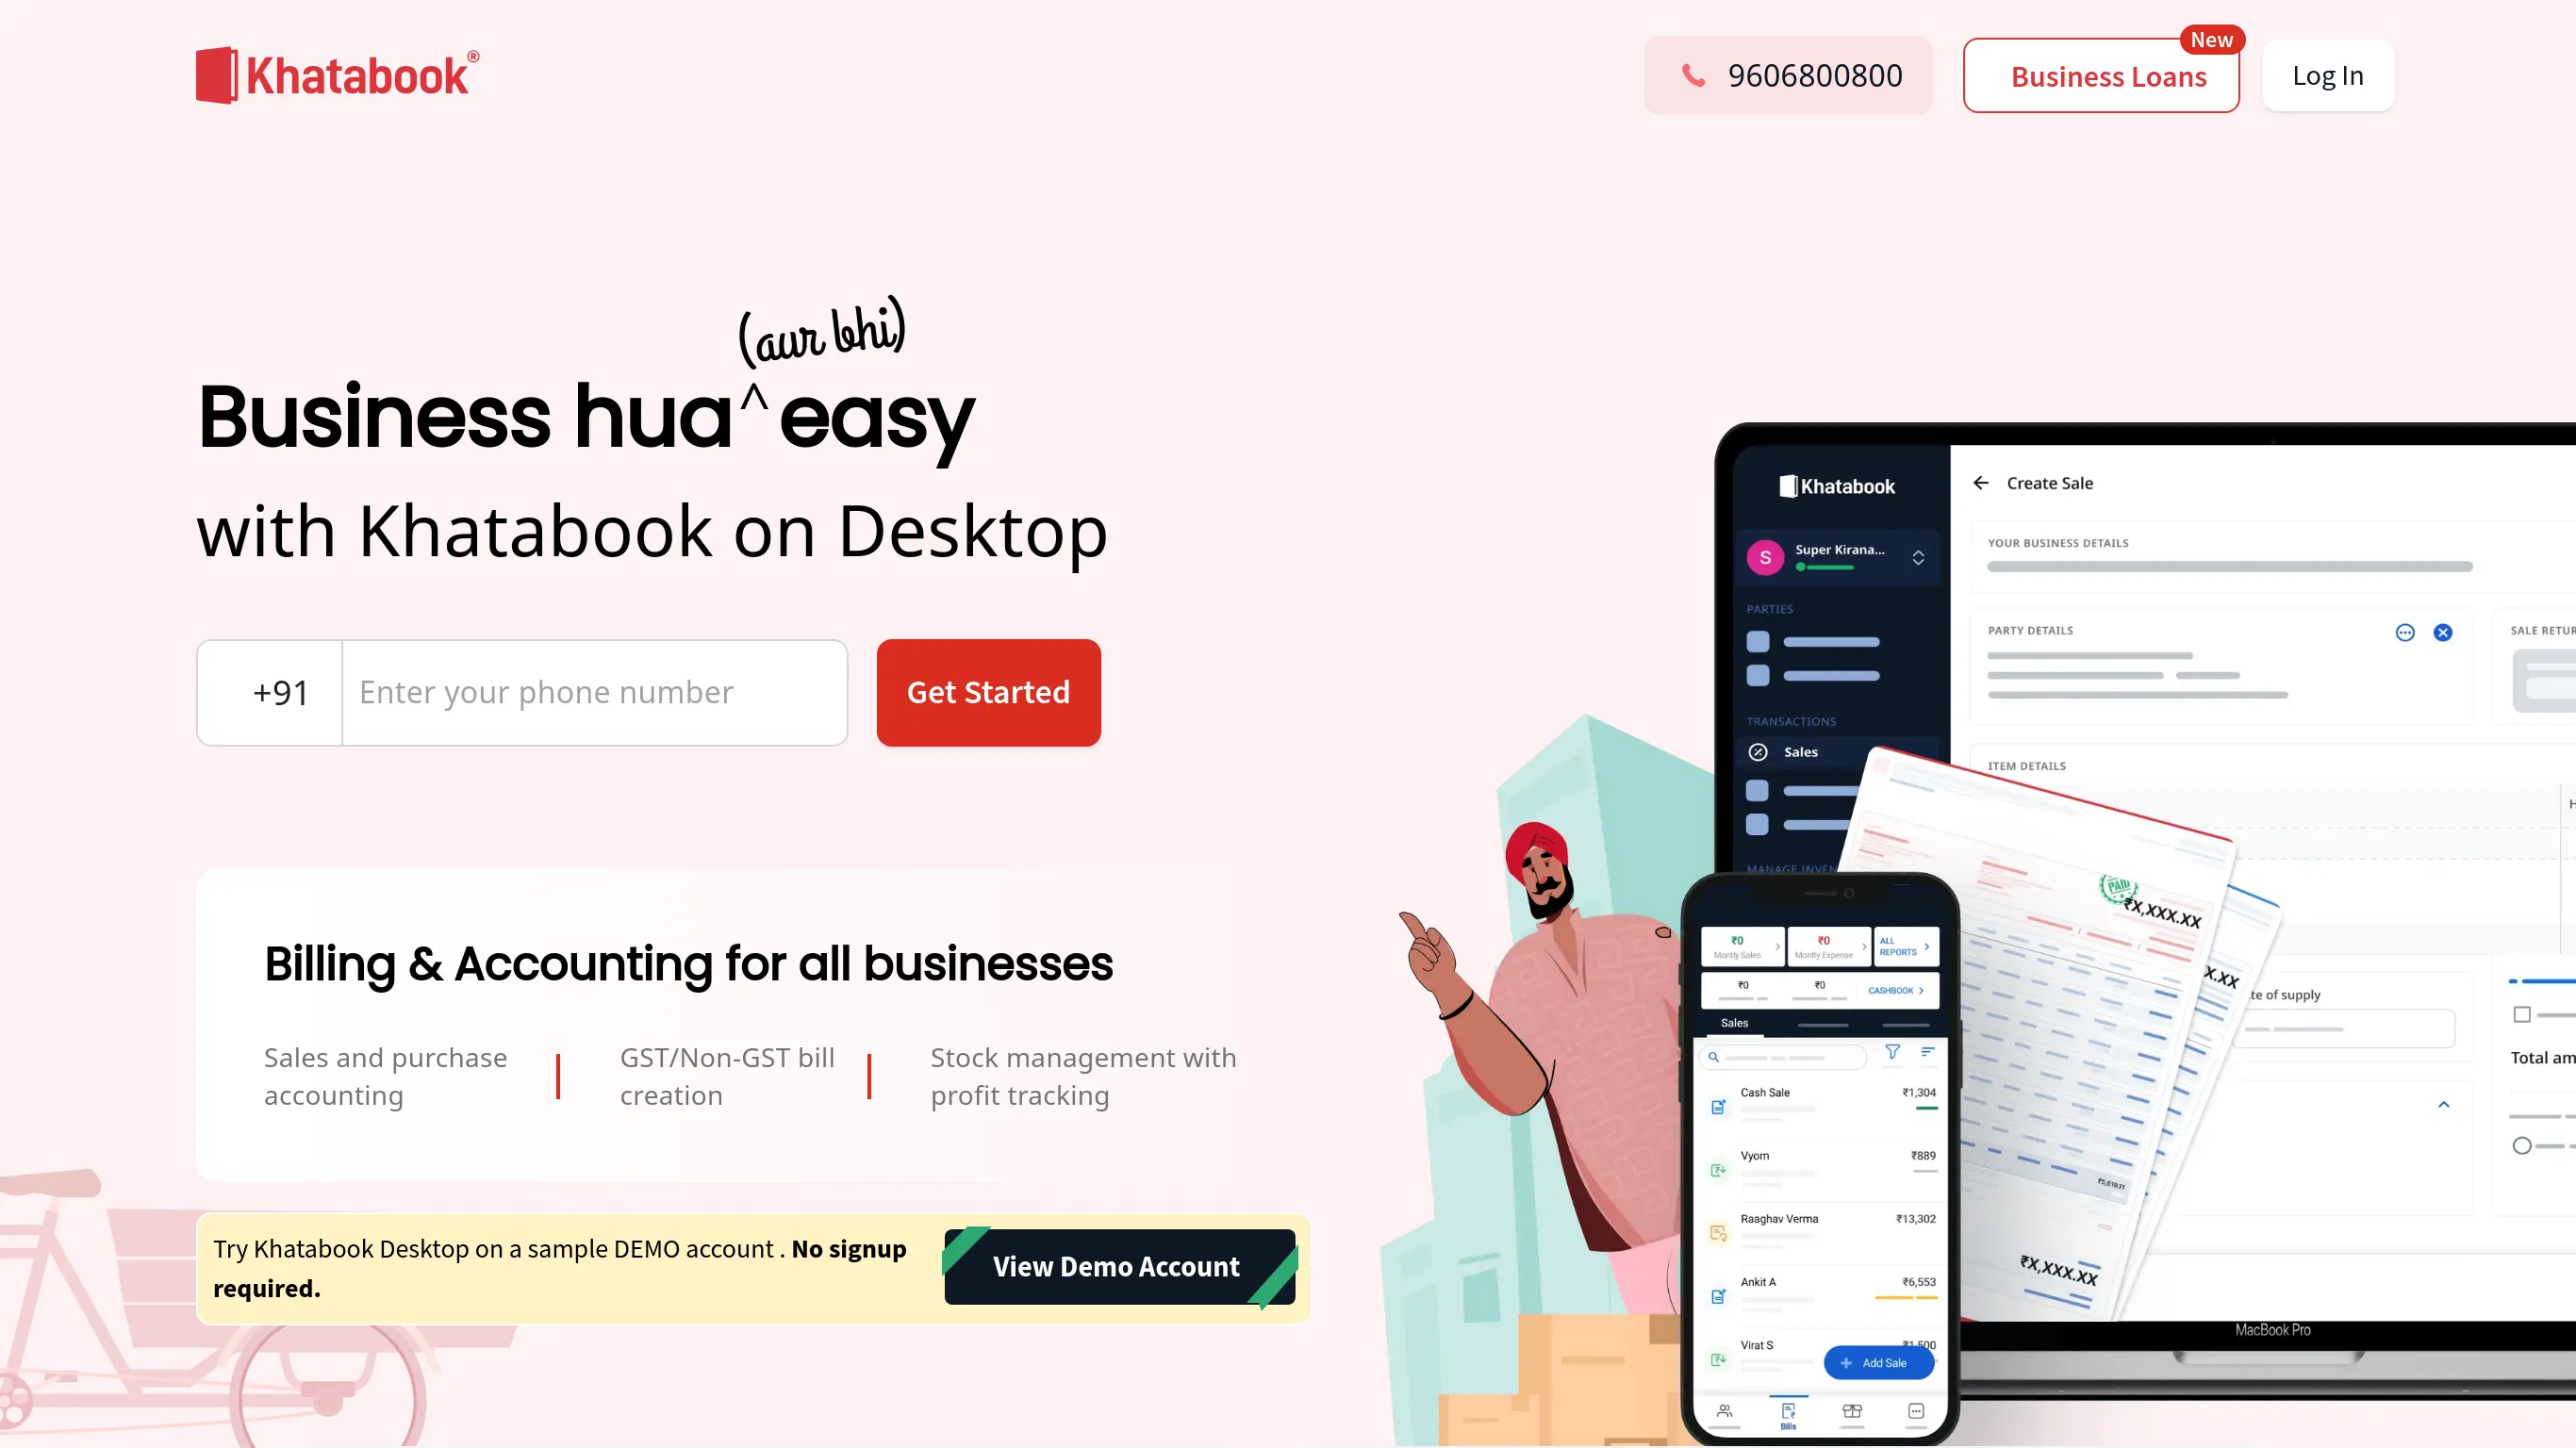 Khatabook®
9606800800
New
Business Loans
Log In
(aur bhi)
Business hua ^ easy
with Khatabook on Desktop
+91
Enter your phone number
Get Started
Billing & Accounting for all businesses
Sales and purchase
accounting
GST/Non-GST bill
creation
Stock management with
profit tracking
Try Khatabook Desktop on a sample DEMO account . No signup
required.
View Demo Account
Khatabook
Create Sale
S
Super Kirana...
YOUR BUSINESS DETAILS
PARTIES
PARTY DETAILS
SALE RETUR
TRANSACTIONS
Sales
ITEM DETAILS
H
MANAGE INVEN
PAID
₹X,XXX.XX
X.XX
te of supply
Total am
₹5,019.11
₹X,XXX.XX
MacBook Pro
₹0
Montly Sales
₹0
Montly Expense
ALL
REPORTS
₹0
₹0
CASHBOOK
Sales
Cash Sale
₹1,304
Vyom
₹889
Raaghav Verma
₹13,302
Ankit A
₹6,553
Virat S
₹1,500
Add Sale
Bills